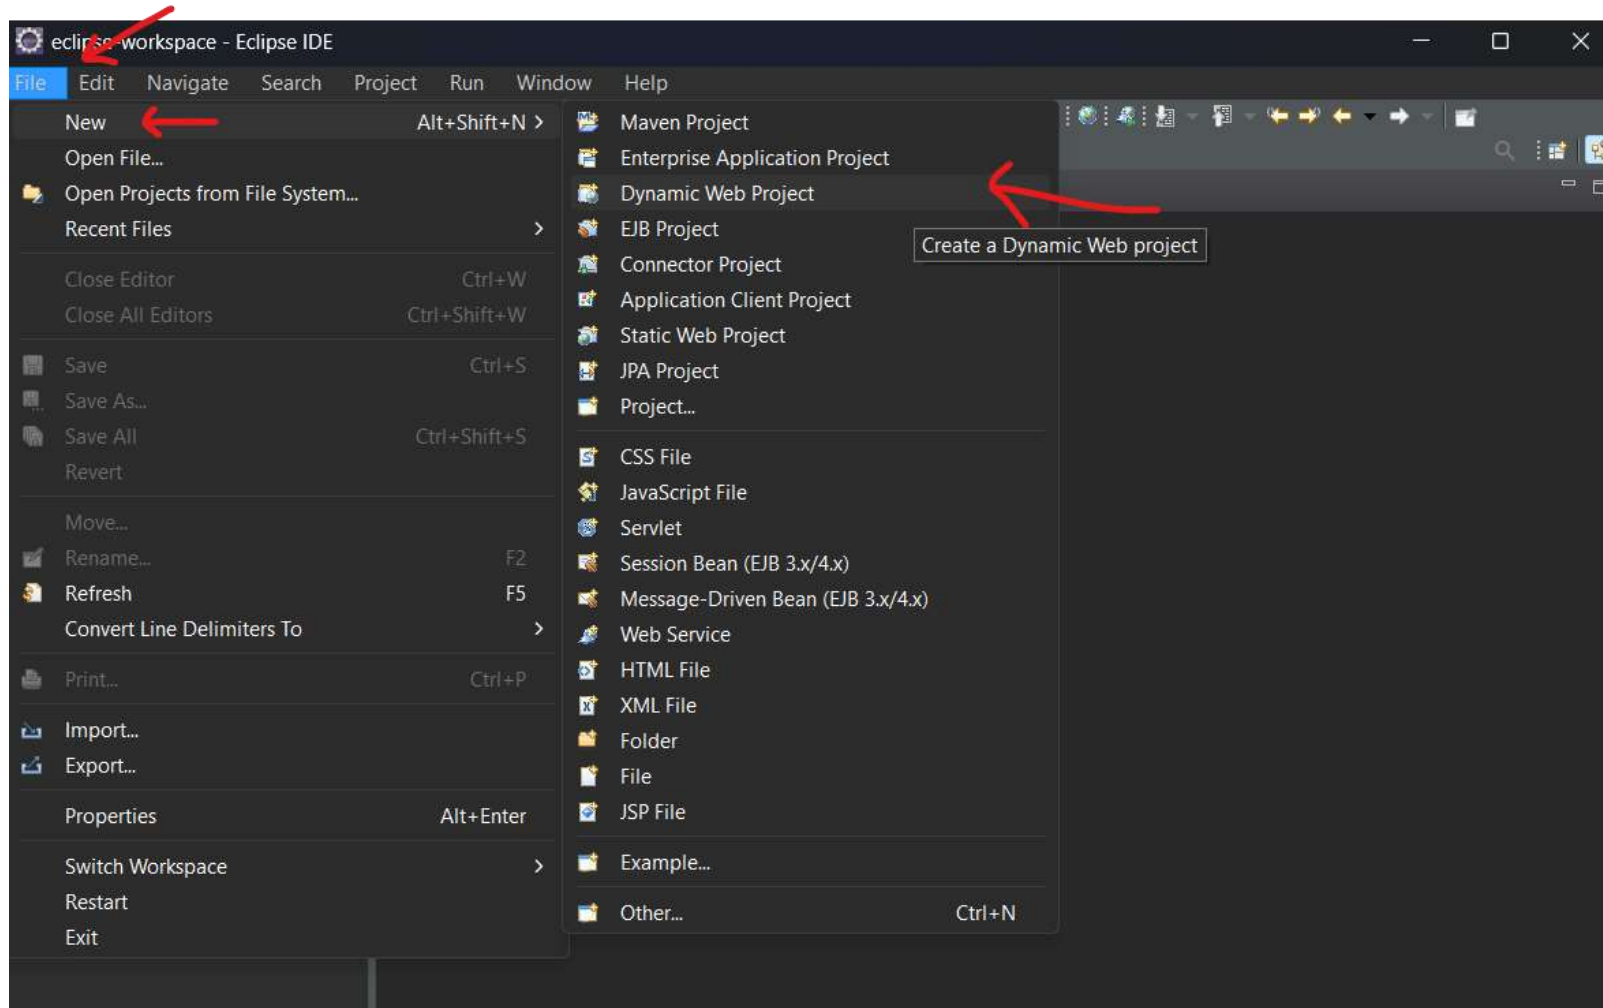 eclipse-workspace - Eclipse IDE
File Edit Navigate Search Project Run Window Help
New Alt+Shift+N >
Open File...
Open Projects from File System...
Recent Files >
Close Editor Ctrl+W
Close All Editors Ctrl+Shift+W
Save Ctrl+S
Save As...
Save All Ctrl+Shift+S
Revert
Move...
Rename... F2
Refresh F5
Convert Line Delimiters To >
Print... Ctrl+P
Import...
Export...
Properties Alt+Enter
Switch Workspace >
Restart
Exit
Maven Project
Enterprise Application Project
Dynamic Web Project
EJB Project
Create a Dynamic Web project
Connector Project
Application Client Project
Static Web Project
JPA Project
Project...
CSS File
JavaScript File
Servlet
Session Bean (EJB 3.x/4.x)
Message-Driven Bean (EJB 3.x/4.x)
Web Service
HTML File
XML File
Folder
File
JSP File
Example...
Other... Ctrl+N